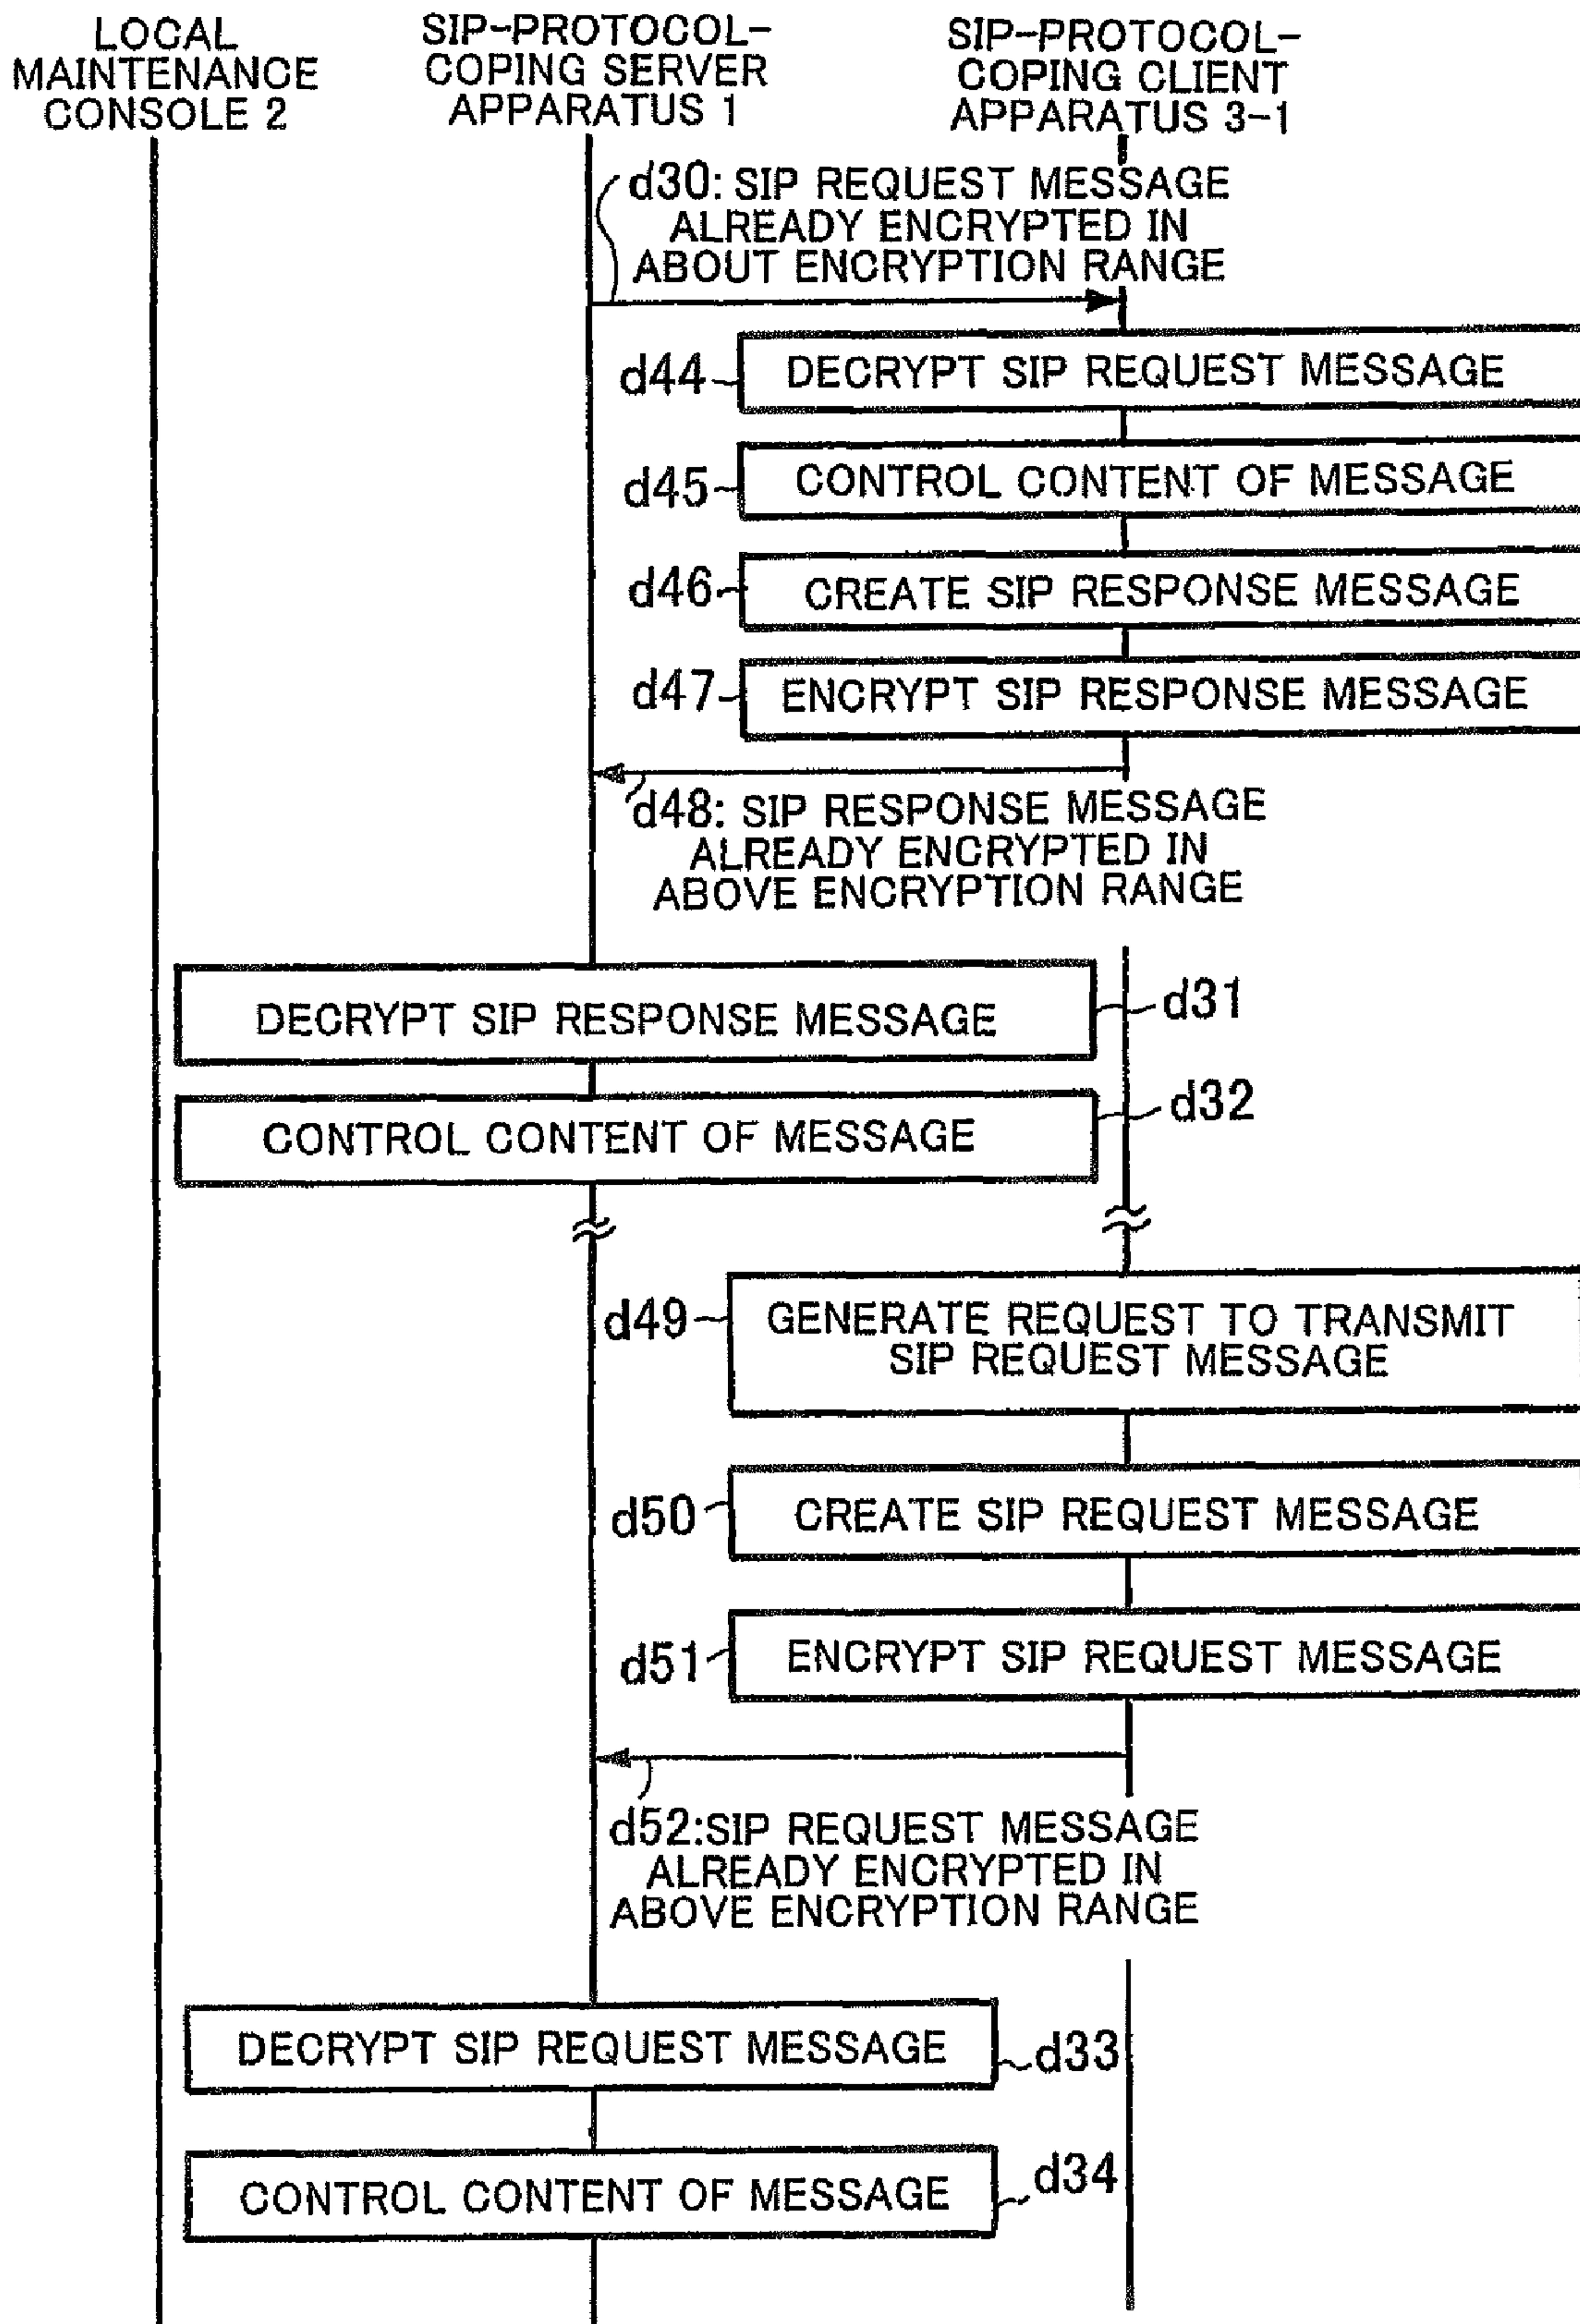 LOCAL
MAINTENANCE
CONSOLE 2
SIP-PROTOCOL-
COPING SERVER
APPARATUS 1
SIP-PROTOCOL-
COPING CLIENT
APPARATUS 3-1
d30: SIP REQUEST MESSAGE
ALREADY ENCRYPTED IN
ABOUT ENCRYPTION RANGE
d44
DECRYPT SIP REQUEST MESSAGE
d45
CONTROL CONTENT OF MESSAGE
d46
CREATE SIP RESPONSE MESSAGE
d47
ENCRYPT SIP RESPONSE MESSAGE
d48: SIP RESPONSE MESSAGE
ALREADY ENCRYPTED IN
ABOVE ENCRYPTION RANGE
DECRYPT SIP RESPONSE MESSAGE
d31
CONTROL CONTENT OF MESSAGE
d32
d49
GENERATE REQUEST TO TRANSMIT
SIP REQUEST MESSAGE
d50
CREATE SIP REQUEST MESSAGE
d51
ENCRYPT SIP REQUEST MESSAGE
d52:SIP REQUEST MESSAGE
ALREADY ENCRYPTED IN
ABOVE ENCRYPTION RANGE
DECRYPT SIP REQUEST MESSAGE
d33
CONTROL CONTENT OF MESSAGE
d34